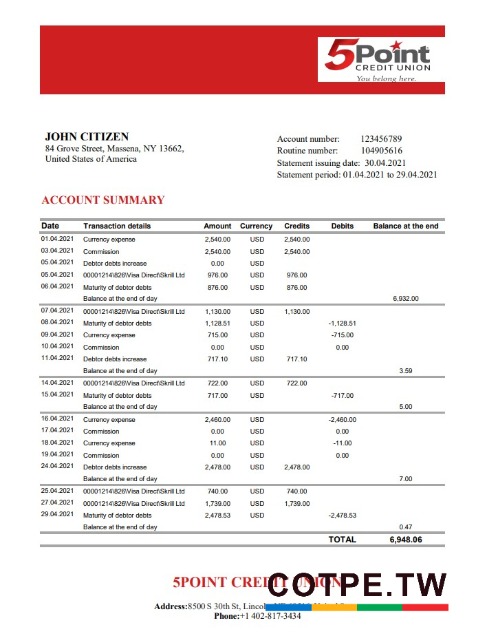 5Point
CREDIT UNION
You belong here.
JOHN CITIZEN
84 Grove Street, Massena, NY 13662,
United States of America
Account number: 123456789
Routine number: 104905616
Statement issuing date: 30.04.2021
Statement period: 01.04.2021 to 29.04.2021
ACCOUNT SUMMARY
Date Transaction details Amount Currency Credits Debits Balance at the end
01.04.2021 Currency expense 2,540.00 USD 2,540.00
03.04.2021 Commission 2,540.00 USD 2,540.00
05.04.2021 Debtor debts increase 0.00 USD
05.04.2021 00001214\826\Visa Direct\Skrill Ltd 976.00 USD 976.00
06.04.2021 Maturity of debtor debts 876.00 USD 876.00
Balance at the end of day 6,932.00
07.04.2021 00001214\826\Visa Direct\Skrill Ltd 1,130.00 USD 1,130.00
08.04.2021 Maturity of debtor debts 1,128.51 USD -1,128.51
09.04.2021 Currency expense 715.00 USD -715.00
10.04.2021 Commission 0.00 USD 0.00
11.04.2021 Debtor debts increase 717.10 USD 717.10
Balance at the end of day 3.59
14.04.2021 00001214\826\Visa Direct\Skrill Ltd 722.00 USD 722.00
15.04.2021 Maturity of debtor debts 717.00 USD -717.00
Balance at the end of day 5.00
16.04.2021 Currency expense 2,460.00 USD -2,460.00
17.04.2021 Commission 0.00 USD 0.00
18.04.2021 Currency expense 11.00 USD -11.00
19.04.2021 Commission 0.00 USD 0.00
24.04.2021 Debtor debts increase 2,478.00 USD 2,478.00
Balance at the end of day 7.00
25.04.2021 00001214\826\Visa Direct\Skrill Ltd 740.00 USD 740.00
27.04.2021 00001214\826\Visa Direct\Skrill Ltd 1,739.00 USD 1,739.00
29.04.2021 Maturity of debtor debts 2,478.53 USD -2,478.53
Balance at the end of day 0.47
TOTAL 6,948.06
5POINT CREDIT UNION
COTPE.TW
Address:8500 S 30th St,
Phone:+1 402-817-3434